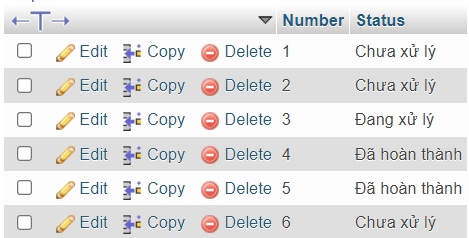 Number Status
Edit Copy Delete 1 Chưa xử lý
Edit Copy Delete 2 Chưa xử lý
Edit Copy Delete 3 Đang xử lý
Edit Copy Delete 4 Đã hoàn thành
Edit Copy Delete 5 Đã hoàn thành
Edit Copy Delete 6 Chưa xử lý